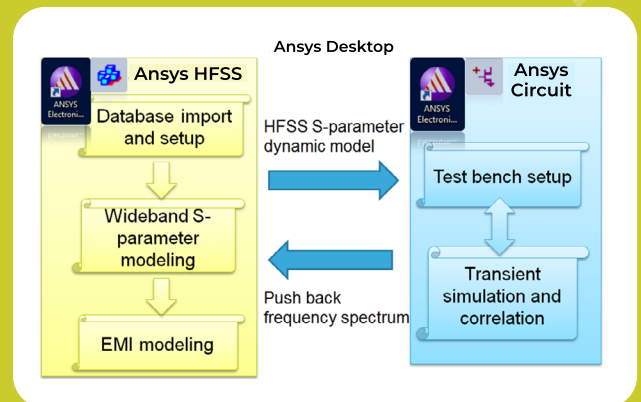 Ansys Desktop
Ansys HFSS
ANSYS
Electroni...
Database import
and setup
Wideband S-
parameter
modeling
EMI modeling
HFSS S-parameter
dynamic model
Push back
frequency spectrum
Ansys
Circuit
ANSYS
Electroni...
Test bench setup
Transient
simulation and
correlation